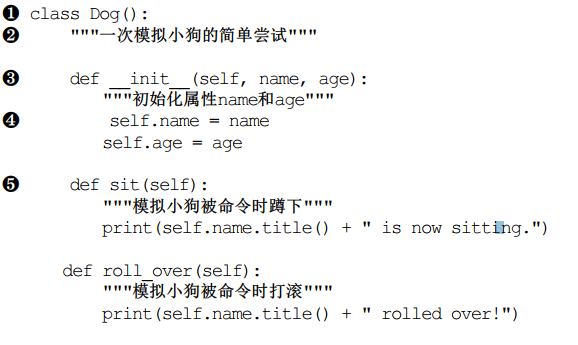 ❶ class Dog():
❷ """一次模拟小狗的简单尝试"""
❸ def __init__(self, name, age):
"""初始化属性name和age"""
❹ self.name = name
self.age = age
❺ def sit(self):
"""模拟小狗被命令时蹲下"""
print(self.name.title() + " is now sitting.")
def roll_over(self):
"""模拟小狗被命令时打滚"""
print(self.name.title() + " rolled over!")